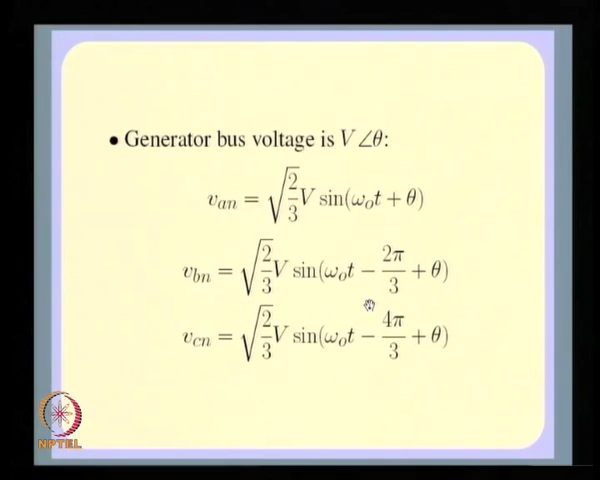 • Generator bus voltage is V∠θ:
v_an = √(2/3) V sin(ω_o t + θ)
v_bn = √(2/3) V sin(ω_o t − 2π/3 + θ)
v_cn = √(2/3) V sin(ω_o t − 4π/3 + θ)
NPTEL